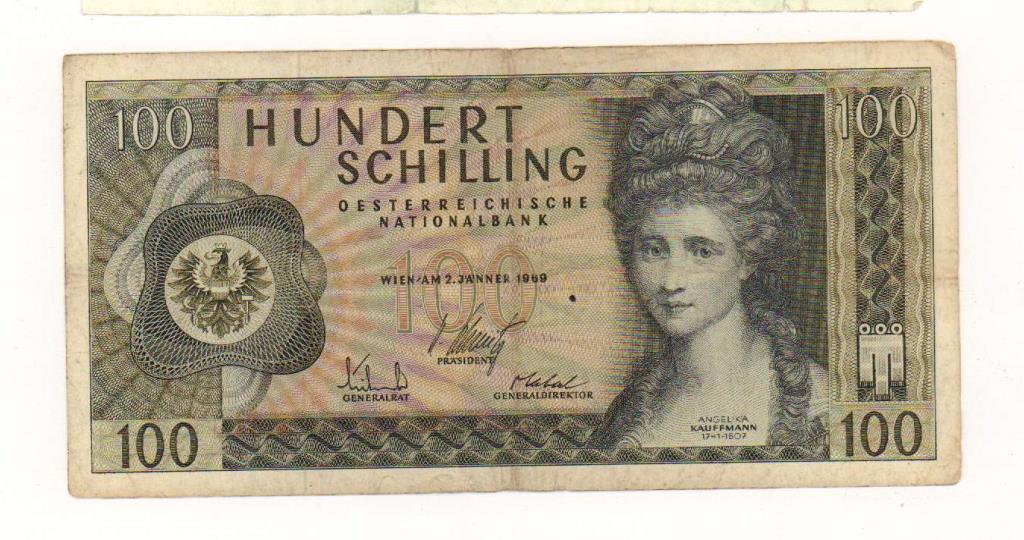 100
HUNDERT
SCHILLING
OESTERREICHISCHE
NATIONALBANK
100
100
WIEN·AM 2. JÄNNER 1969
PRÄSIDENT
GENERALRAT
GENERALDIREKTOR
ANGELIKA
KAUFFMANN
1741-1807
100
100